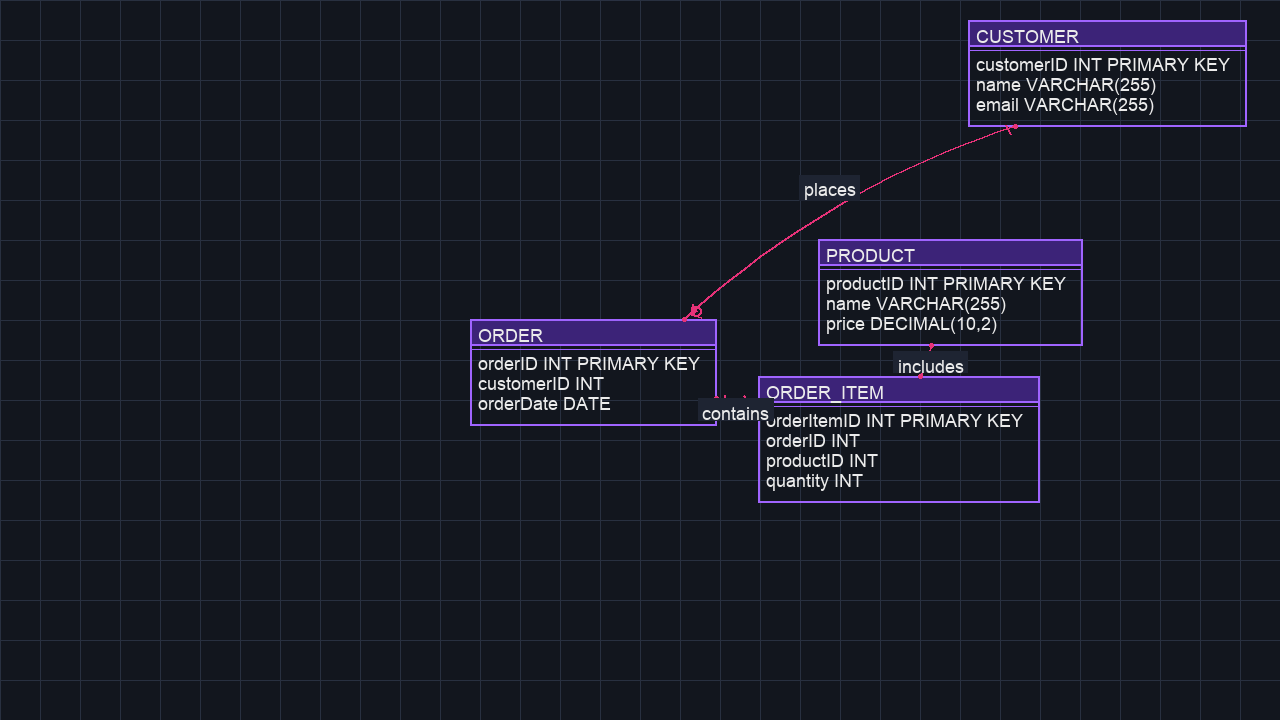 CUSTOMER
customerID INT PRIMARY KEY
name VARCHAR(255)
email VARCHAR(255)
places
PRODUCT
productID INT PRIMARY KEY
name VARCHAR(255)
price DECIMAL(10,2)
includes
ORDER
orderID INT PRIMARY KEY
customerID INT
orderDate DATE
contains
ORDER_ITEM
orderItemID INT PRIMARY KEY
orderID INT
productID INT
quantity INT